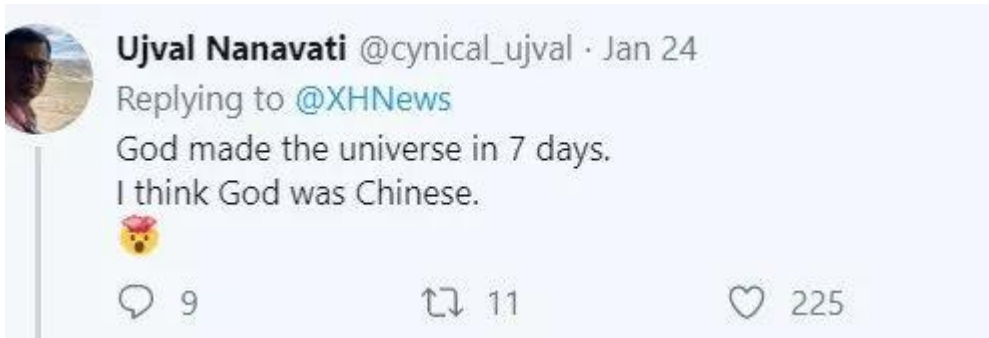 Ujval Nanavati @cynical_ujval · Jan 24
Replying to @XHNews
God made the universe in 7 days.
I think God was Chinese.
🤯
9 11 225